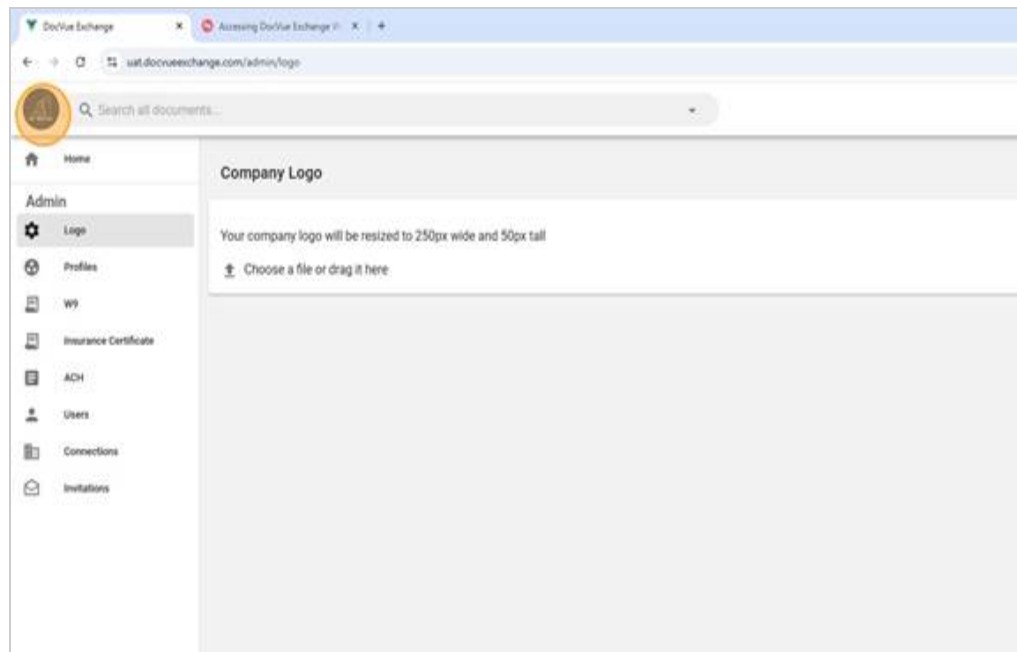 DocVue Exchange
Accessing DocVue Exchange
uat.docvueexchange.com/admin/logo
Search all documents...
Home
Company Logo
Admin
Logo
Your company logo will be resized to 250px wide and 50px tall
Profiles
Choose a file or drag it here
W9
Insurance Certificate
ACH
Users
Connections
Invitations